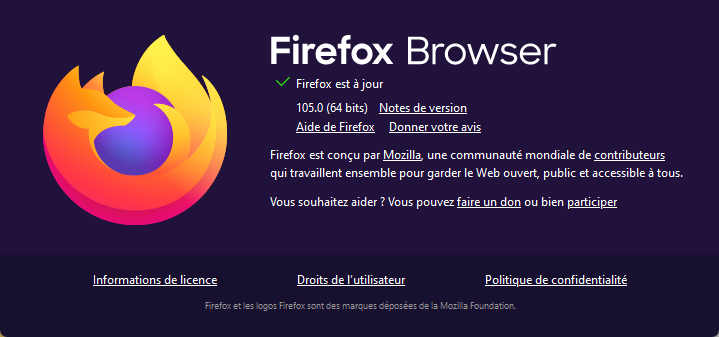 Firefox Browser
Firefox est à jour
105.0 (64 bits) Notes de version
Aide de Firefox Donner votre avis
Firefox est conçu par Mozilla, une communauté mondiale de contributeurs
qui travaillent ensemble pour garder le Web ouvert, public et accessible à tous.
Vous souhaitez aider ? Vous pouvez faire un don ou bien participer
Informations de licence Droits de l’utilisateur Politique de confidentialité
Firefox et les logos Firefox sont des marques déposées de la Mozilla Foundation.